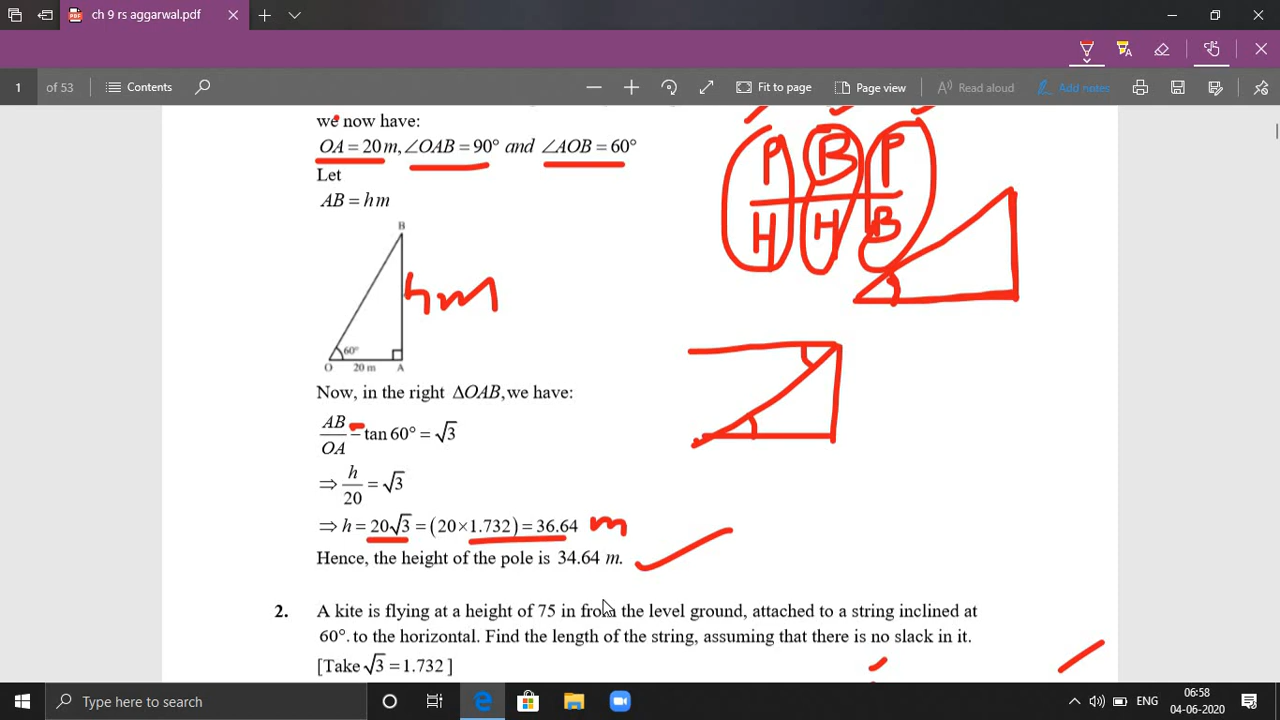 ch 9 rs aggarwal.pdf
1 of 53 Contents Fit to page Page view Read aloud Add notes
we now have:
OA = 20 m, ∠OAB = 90° and ∠AOB = 60°
Let
AB = h m
P B P
H H B
B
h m
60°
O 20 m A
Now, in the right ΔOAB, we have:
AB/OA = tan 60° = √3
⇒ h/20 = √3
⇒ h = 20√3 = (20×1.732) = 36.64 m
Hence, the height of the pole is 34.64 m.
2. A kite is flying at a height of 75 in from the level ground, attached to a string inclined at
60°. to the horizontal. Find the length of the string, assuming that there is no slack in it.
[Take √3 = 1.732]
Type here to search
ENG
06:58
04-06-2020